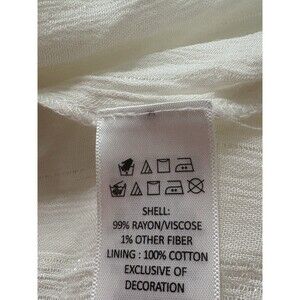 SHELL:
99% RAYON/VISCOSE
1% OTHER FIBER
LINING : 100% COTTON
EXCLUSIVE OF
DECORATION